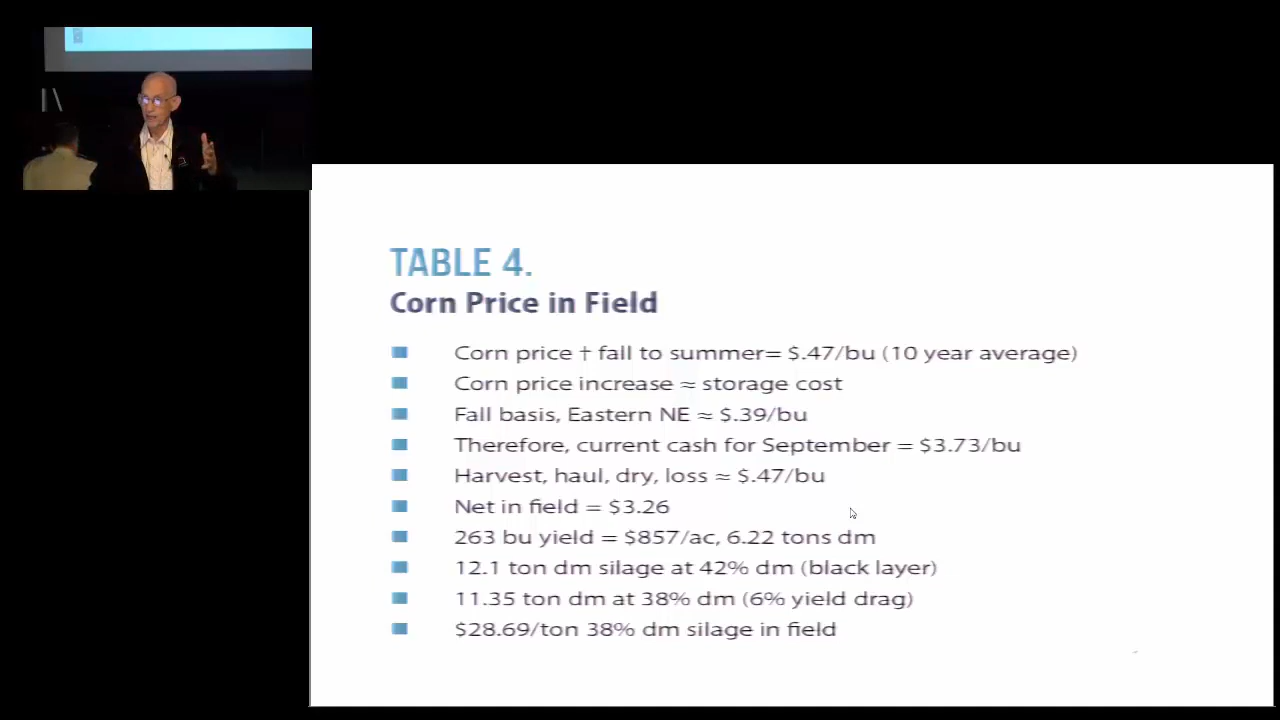 TABLE 4.
Corn Price in Field
Corn price † fall to summer= $.47/bu (10 year average)
Corn price increase ≈ storage cost
Fall basis, Eastern NE ≈ $.39/bu
Therefore, current cash for September = $3.73/bu
Harvest, haul, dry, loss ≈ $.47/bu
Net in field = $3.26
263 bu yield = $857/ac, 6.22 tons dm
12.1 ton dm silage at 42% dm (black layer)
11.35 ton dm at 38% dm (6% yield drag)
$28.69/ton 38% dm silage in field